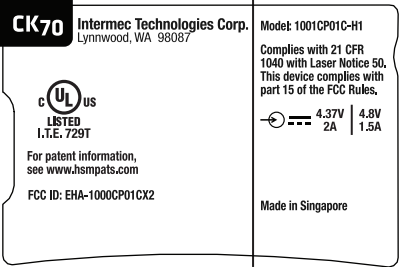 CK70
Intermec Technologies Corp.
Lynnwood, WA 98087
C UL US
LISTED
I.T.E. 729T
For patent information,
see www.hsmpats.com
FCC ID: EHA-1000CP01CX2
Model: 1001CP01C-H1
Complies with 21 CFR
1040 with Laser Notice 50.
This device complies with
part 15 of the FCC Rules.
4.37V 4.8V
2A 1.5A
Made in Singapore